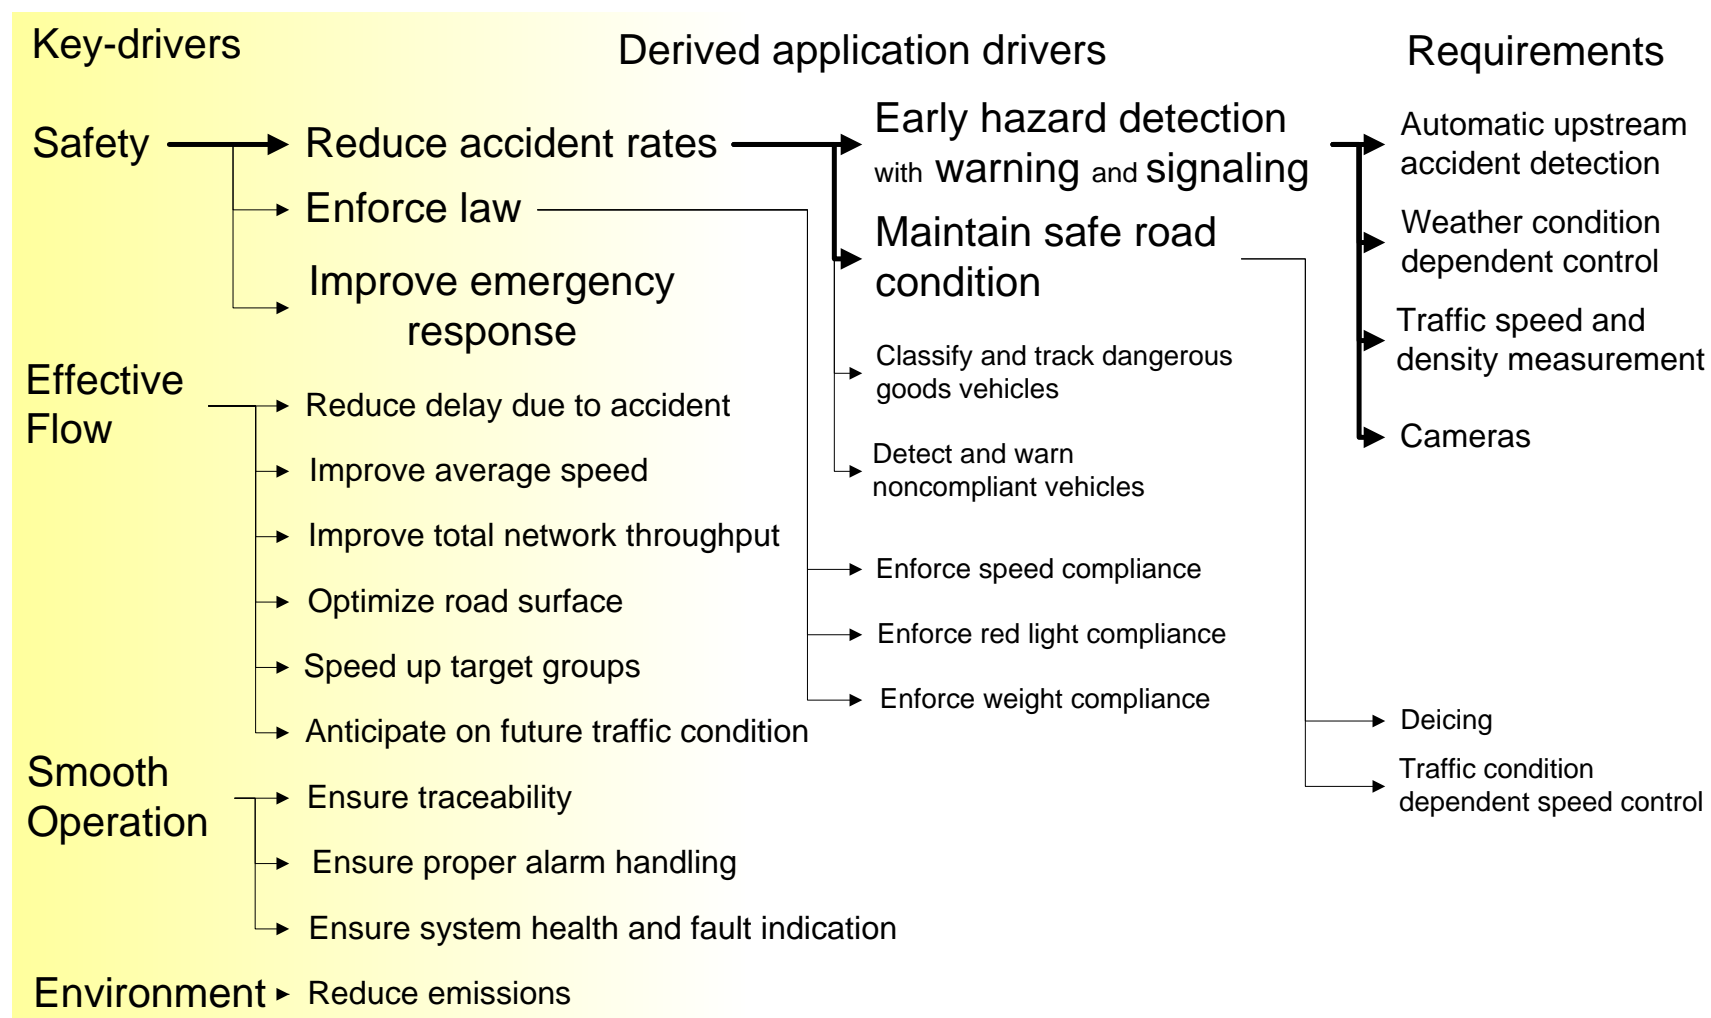 Key-drivers
Derived application drivers
Requirements
Safety
Reduce accident rates
Enforce law
Improve emergency
response
Early hazard detection
with warning and signaling
Maintain safe road
condition
Classify and track dangerous
goods vehicles
Detect and warn
noncompliant vehicles
Enforce speed compliance
Enforce red light compliance
Enforce weight compliance
Automatic upstream
accident detection
Weather condition
dependent control
Traffic speed and
density measurement
Cameras
Deicing
Traffic condition
dependent speed control
Effective
Flow
Reduce delay due to accident
Improve average speed
Improve total network throughput
Optimize road surface
Speed up target groups
Anticipate on future traffic condition
Smooth
Operation
Ensure traceability
Ensure proper alarm handling
Ensure system health and fault indication
Environment
Reduce emissions